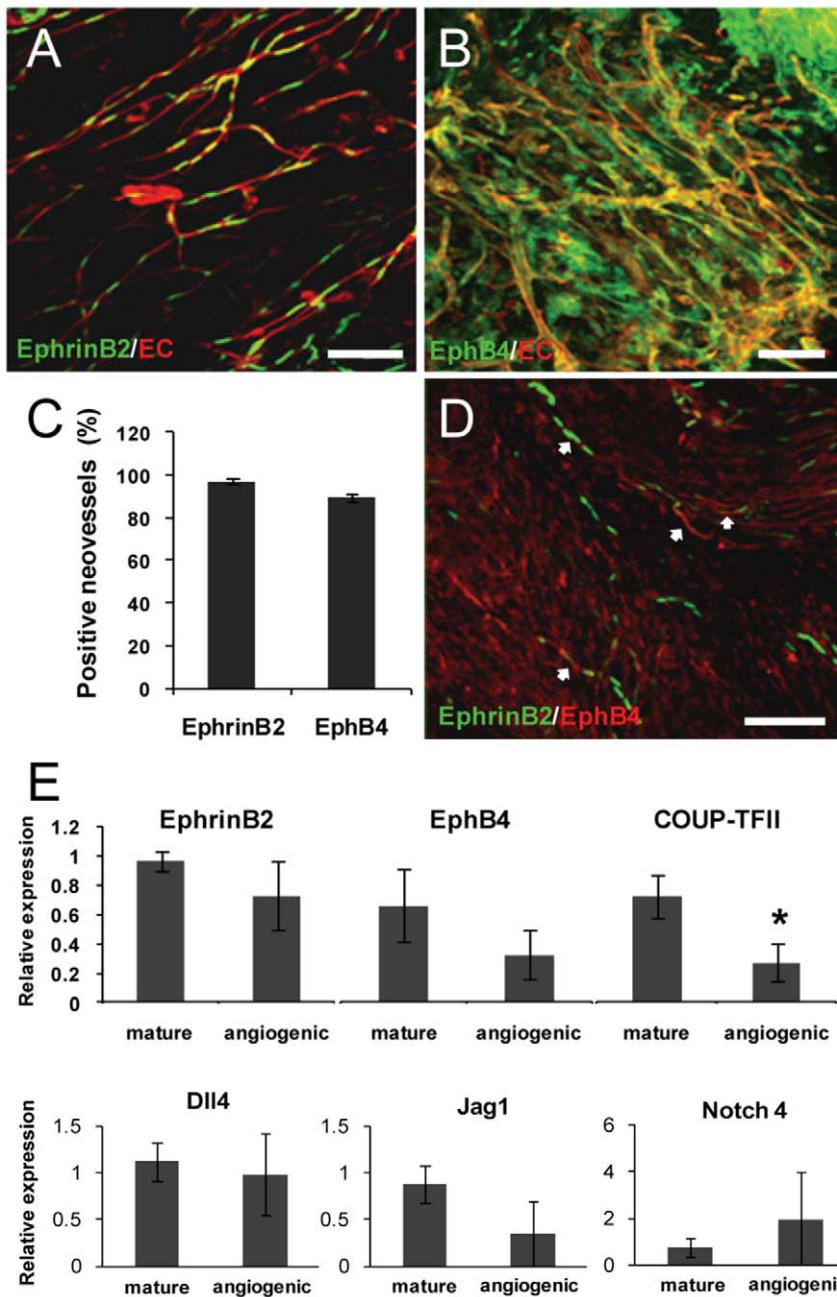 A
EphrinB2/EC
B
EphB4/EC
C
Positive neovessels (%)
120
100
80
60
40
20
0
EphrinB2
EphB4
D
EphrinB2/EphB4
E
EphrinB2
EphB4
COUP-TFII
Relative expression
1.2
1
0.8
0.6
0.4
0.2
0
*
mature
angiogenic
mature
angiogenic
mature
angiogenic
Dll4
Jag1
Notch 4
Relative expression
1.5
1
0.5
0
1.5
1
0.5
0
6
4
2
0
mature
angiogenic
mature
angiogenic
mature
angiogenic